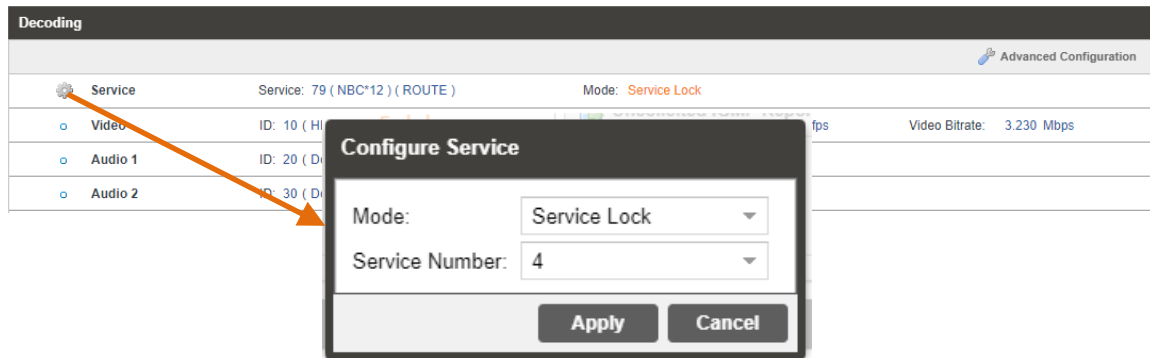 Decoding
Advanced Configuration
Service Service: 79 ( NBC*12 ) ( ROUTE ) Mode: Service Lock
Video ID: 10 ( fps Video Bitrate: 3.230 Mbps
Audio 1 ID: 20 (
Audio 2 ID: 30 (
Configure Service
Mode: Service Lock
Service Number: 4
Apply Cancel